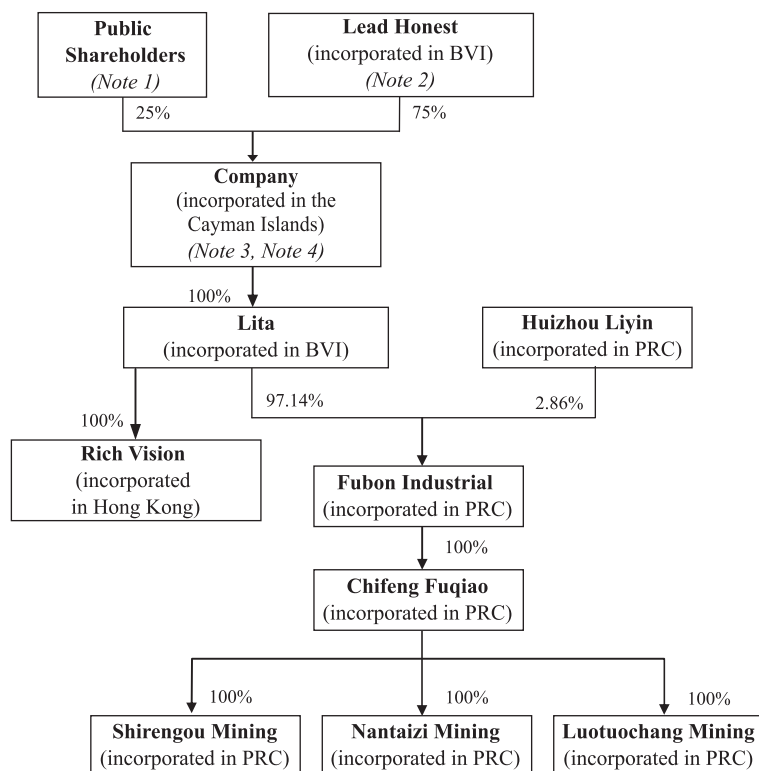 Public
Shareholders
(Note 1)
Lead Honest
(incorporated in BVI)
(Note 2)
25%
75%
Company
(incorporated in the
Cayman Islands)
(Note 3, Note 4)
100%
Lita
(incorporated in BVI)
Huizhou Liyin
(incorporated in PRC)
97.14%
2.86%
100%
Rich Vision
(incorporated
in Hong Kong)
Fubon Industrial
(incorporated in PRC)
100%
Chifeng Fuqiao
(incorporated in PRC)
100%
100%
100%
Shirengou Mining
(incorporated in PRC)
Nantaizi Mining
(incorporated in PRC)
Luotuochang Mining
(incorporated in PRC)